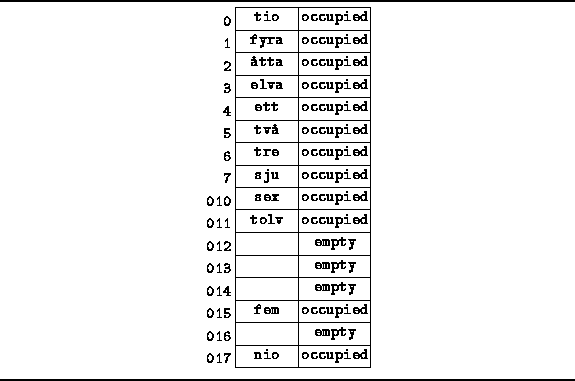 0 tio occupied
1 fyra occupied
2 åtta occupied
3 elva occupied
4 ett occupied
5 två occupied
6 tre occupied
7 sju occupied
010 sex occupied
011 tolv occupied
012 empty
013 empty
014 empty
015 fem occupied
016 empty
017 nio occupied